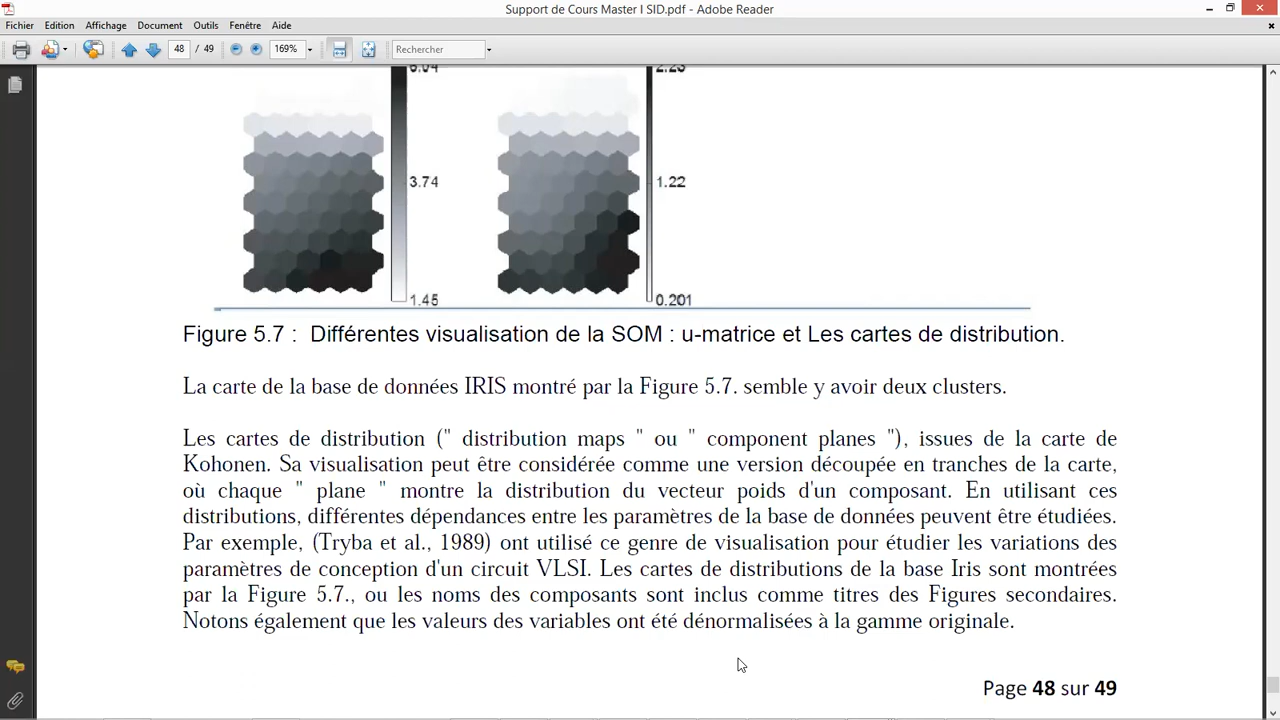 Support de Cours Master I SID.pdf - Adobe Reader
Fichier Edition Affichage Document Outils Fenêtre Aide
48 / 49 169% Rechercher
6.04 2.23
3.74 1.22
1.45 0.201
Figure 5.7 : Différentes visualisation de la SOM : u-matrice et Les cartes de distribution.
La carte de la base de données IRIS montré par la Figure 5.7. semble y avoir deux clusters.
Les cartes de distribution (" distribution maps " ou " component planes "), issues de la carte de
Kohonen. Sa visualisation peut être considérée comme une version découpée en tranches de la carte,
où chaque " plane " montre la distribution du vecteur poids d'un composant. En utilisant ces
distributions, différentes dépendances entre les paramètres de la base de données peuvent être étudiées.
Par exemple, (Tryba et al., 1989) ont utilisé ce genre de visualisation pour étudier les variations des
paramètres de conception d'un circuit VLSI. Les cartes de distributions de la base Iris sont montrées
par la Figure 5.7., ou les noms des composants sont inclus comme titres des Figures secondaires.
Notons également que les valeurs des variables ont été dénormalisées à la gamme originale.
Page 48 sur 49